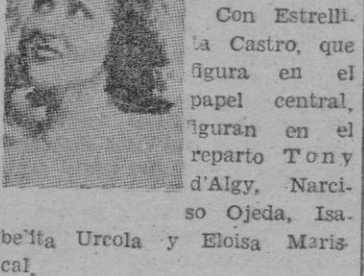 Con Estrelli-
ta Castro, que
figura en el
papel central,
figuran en el
reparto Tony
d'Algy, Narci-
so Ojeda, Isa-
belita Urcola y Eloisa Maris-
cal.